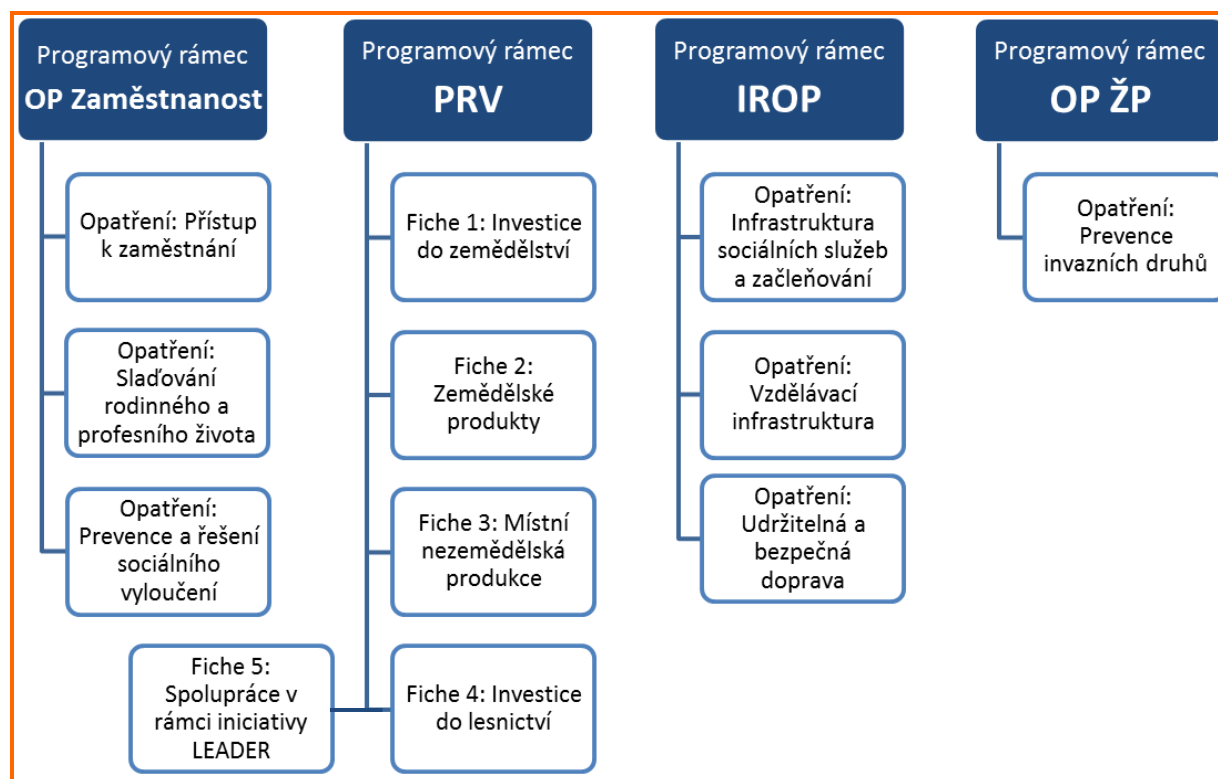 Programový rámec
OP Zaměstnanost
Opatření: Přístup
k zaměstnání
Opatření:
Slaďování
rodinného a
profesního života
Opatření:
Prevence a řešení
sociálního
vyloučení
Programový rámec
PRV
Fiche 1: Investice
do zemědělství
Fiche 2:
Zemědělské
produkty
Fiche 3: Místní
nezemědělská
produkce
Fiche 4: Investice
do lesnictví
Fiche 5:
Spolupráce v
rámci iniciativy
LEADER
Programový rámec
IROP
Opatření:
Infrastruktura
sociálních služeb
a začleňování
Opatření:
Vzdělávací
infrastruktura
Opatření:
Udržitelná a
bezpečná
doprava
Programový rámec
OP ŽP
Opatření:
Prevence
invazních druhů